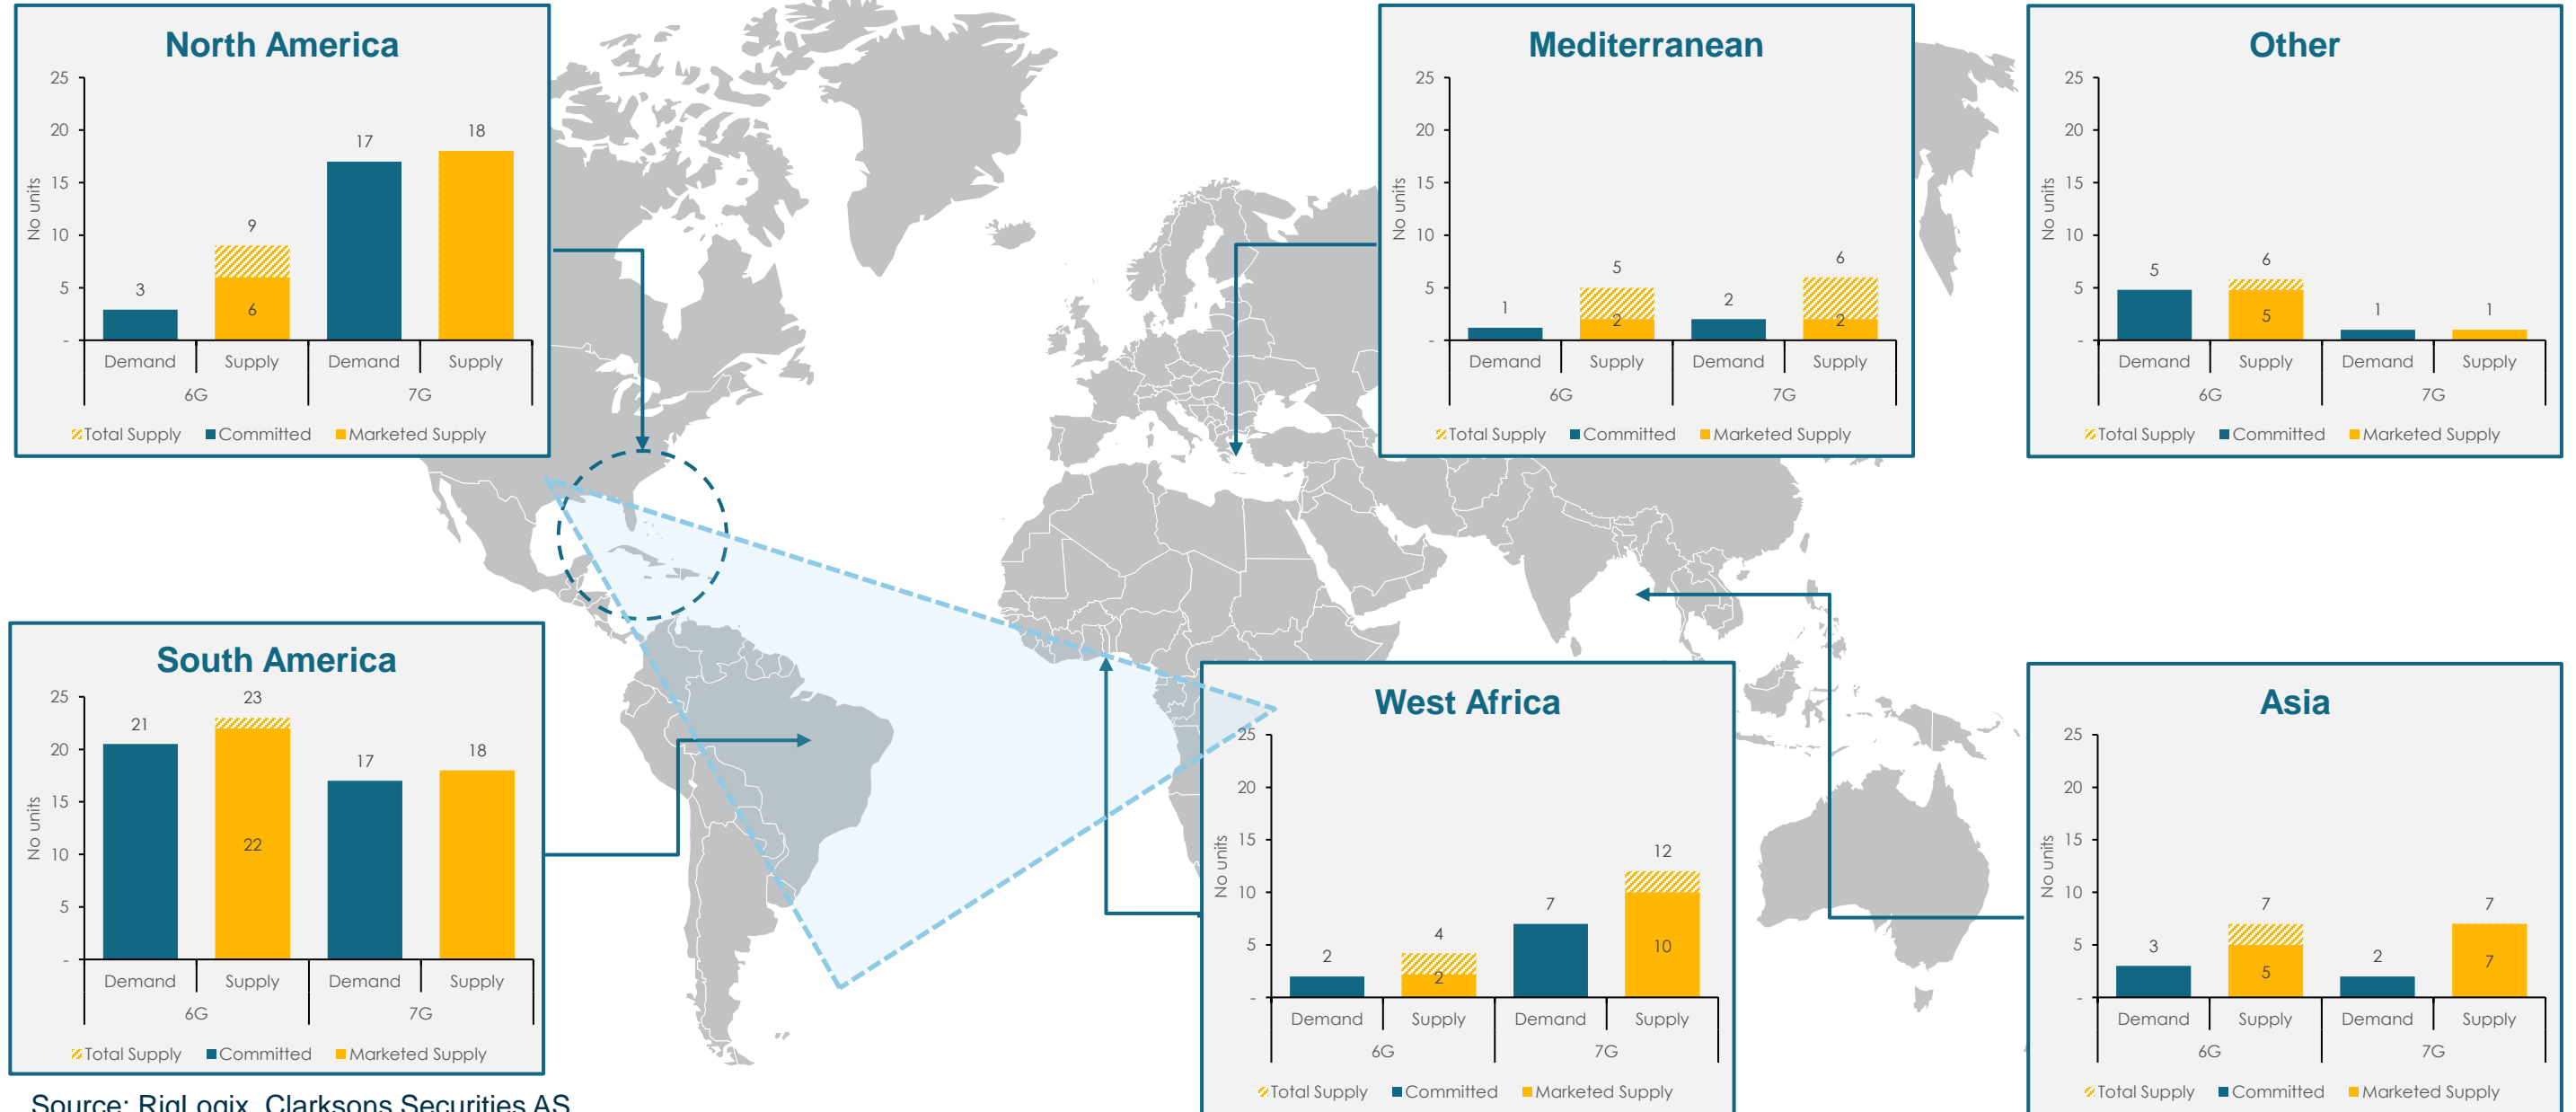 North America
25
20
15
10
5
-
No units
3
9
6
17
18
Demand Supply Demand Supply
6G 7G
Total Supply Committed Marketed Supply
Mediterranean
25
20
15
10
5
-
No units
1
5
2
2
6
2
Demand Supply Demand Supply
6G 7G
Total Supply Committed Marketed Supply
Other
25
20
15
10
5
-
No units
5
6
5
1
1
Demand Supply Demand Supply
6G 7G
Total Supply Committed Marketed Supply
South America
25
20
15
10
5
-
No units
21
23
22
17
18
Demand Supply Demand Supply
6G 7G
Total Supply Committed Marketed Supply
West Africa
25
20
15
10
5
-
No units
2
4
2
7
12
10
Demand Supply Demand Supply
6G 7G
Total Supply Committed Marketed Supply
Asia
25
20
15
10
5
-
No units
3
7
5
2
7
7
Demand Supply Demand Supply
6G 7G
Total Supply Committed Marketed Supply
Source: RigLogix, Clarksons Securities AS